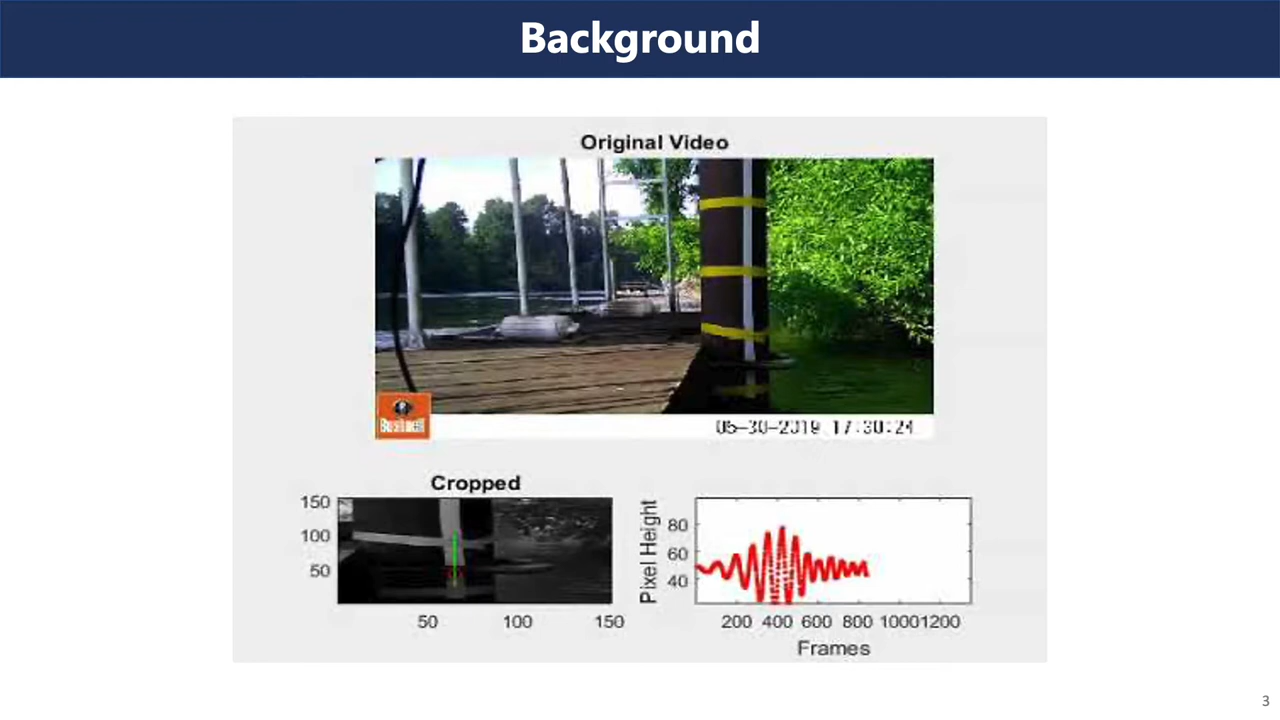 Background
Original Video
Bushnell
05-30-2019 17:30:24
Cropped
150
100
50
50 100 150
Pixel Height
80
60
40
200 400 600 800 1000 1200
Frames
3